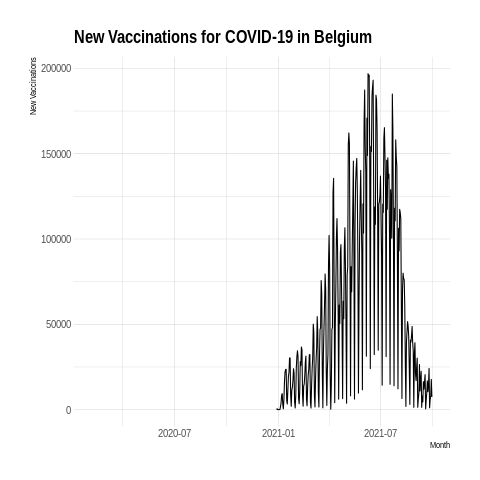 New Vaccinations for COVID-19 in Belgium
New Vaccinations
200000
150000
100000
50000
0
2020-07
2021-01
2021-07
Month